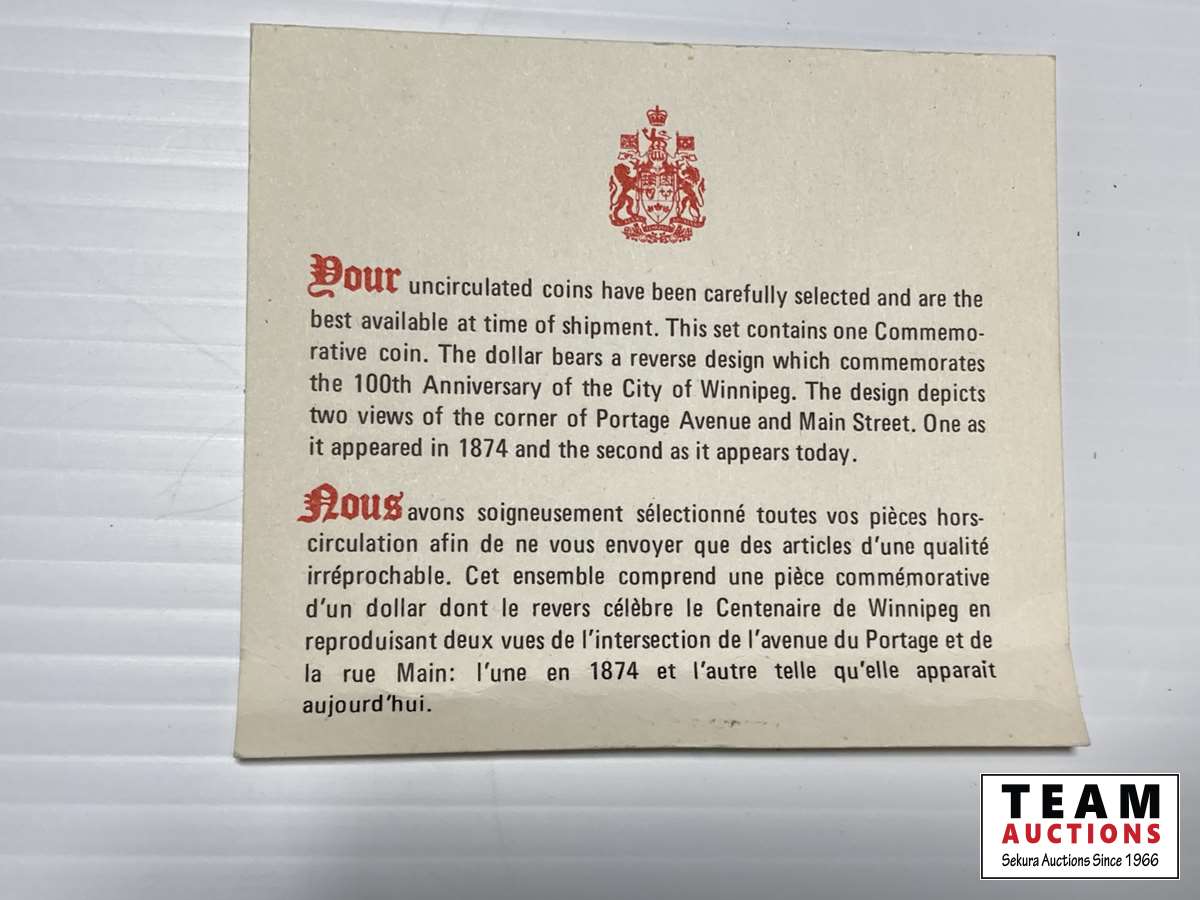 Your uncirculated coins have been carefully selected and are the
best available at time of shipment. This set contains one Commemo-
rative coin. The dollar bears a reverse design which commemorates
the 100th Anniversary of the City of Winnipeg. The design depicts
two views of the corner of Portage Avenue and Main Street. One as
it appeared in 1874 and the second as it appears today.
Nous avons soigneusement sélectionné toutes vos pièces hors-
circulation afin de ne vous envoyer que des articles d'une qualité
irréprochable. Cet ensemble comprend une pièce commémorative
d'un dollar dont le revers célèbre le Centenaire de Winnipeg en
reproduisant deux vues de l'intersection de l'avenue du Portage et de
la rue Main: l'une en 1874 et l'autre telle qu'elle apparait
aujourd'hui.
TEAM
AUCTIONS
Sekura Auctions Since 1966